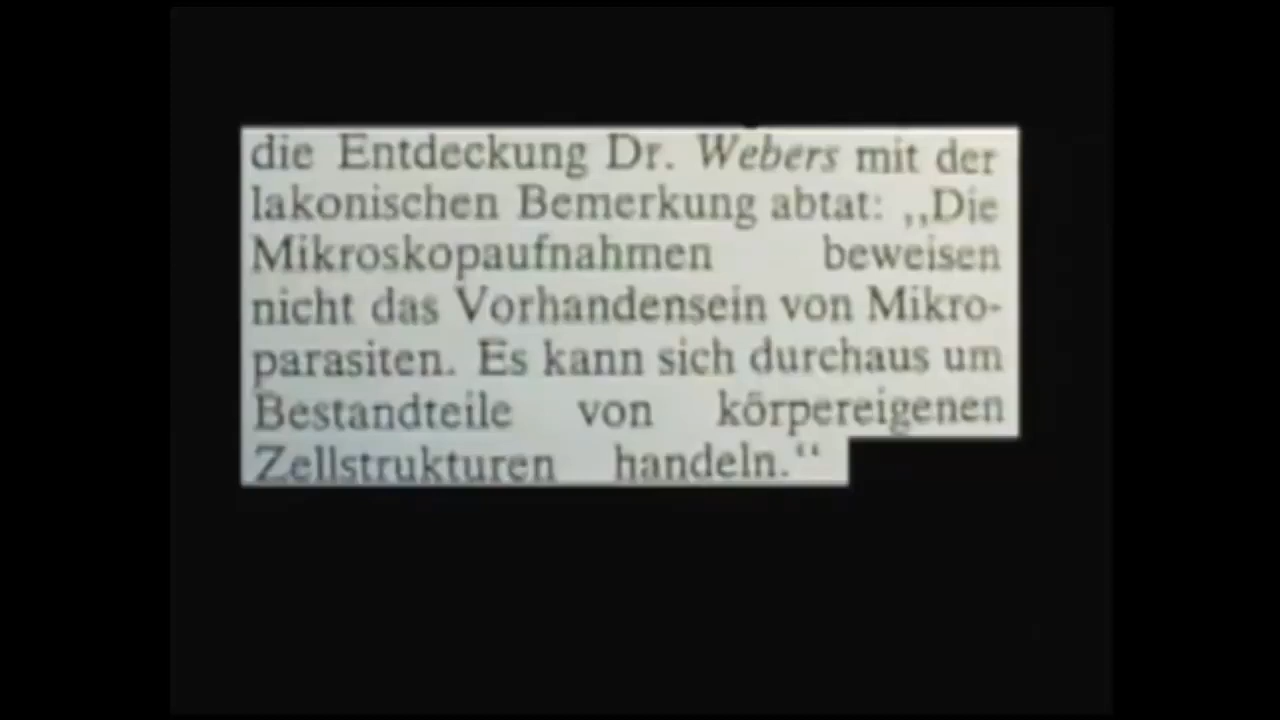 die Entdeckung Dr. Webers mit der
lakonischen Bemerkung abtat: „Die
Mikroskopaufnahmen beweisen
nicht das Vorhandensein von Mikro-
parasiten. Es kann sich durchaus um
Bestandteile von körpereigenen
Zellstrukturen handeln.“